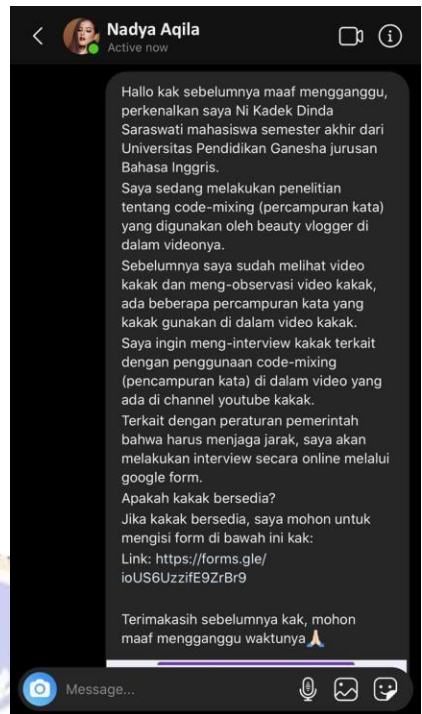 Nadya Aqila
Active now
Hallo kak sebelumnya maaf mengganggu,
perkenalkan saya Ni Kadek Dinda
Saraswati mahasiswa semester akhir dari
Universitas Pendidikan Ganesha jurusan
Bahasa Inggris.
Saya sedang melakukan penelitian
tentang code-mixing (percampuran kata)
yang digunakan oleh beauty vlogger di
dalam videonya.
Sebelumnya saya sudah melihat video
kakak dan meng-observasi video kakak,
ada beberapa percampuran kata yang
kakak gunakan di dalam video kakak.
Saya ingin meng-interview kakak terkait
dengan penggunaan code-mixing
(pencampuran kata) di dalam video yang
ada di channel youtube kakak.
Terkait dengan peraturan pemerintah
bahwa harus menjaga jarak, saya akan
melakukan interview secara online melalui
google form.
Apakah kakak bersedia?
Jika kakak bersedia, saya mohon untuk
mengisi form di bawah ini kak:
Link: https://forms.gle/
ioUS6UzzifE9ZrBr9
Terimakasih sebelumnya kak, mohon
maaf mengganggu waktunya🙏🏻
Message...